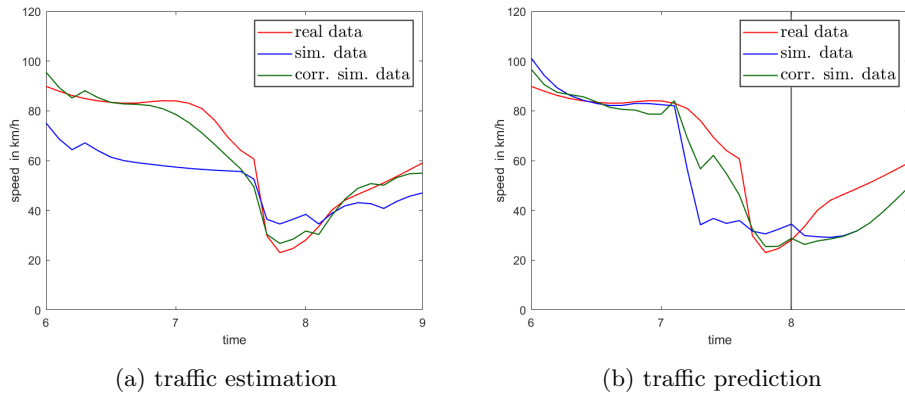 120
100
80
60
40
20
0
speed in km/h
6
7
8
9
time
real data
sim. data
corr. sim. data
(a) traffic estimation
120
100
80
60
40
20
0
speed in km/h
6
7
8
time
real data
sim. data
corr. sim. data
(b) traffic prediction